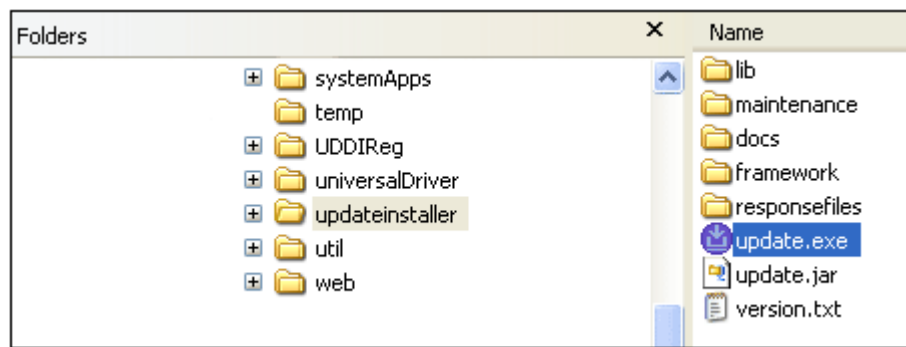 Folders
systemApps
temp
UDDIReg
universalDriver
updateinstaller
util
web
Name
lib
maintenance
docs
framework
responsefiles
update.exe
update.jar
version.txt